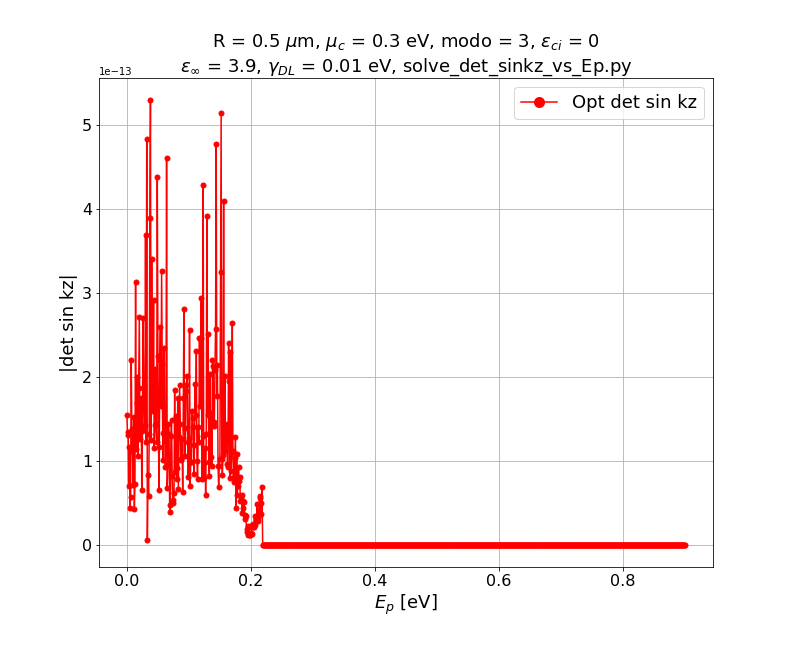 R = 0.5 μm, μ_c = 0.3 eV, modo = 3, ε_ci = 0
ε_∞ = 3.9, γ_DL = 0.01 eV, solve_det_sinkz_vs_Ep.py
1e−13
Opt det sin kz
5
4
3
2
1
0
|det sin kz|
0.0 0.2 0.4 0.6 0.8
E_p [eV]